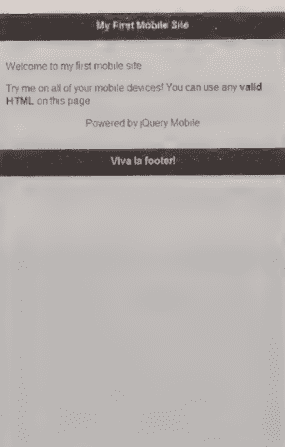 My First Mobile Site
Welcome to my first mobile site
Try me on all of your mobile devices! You can use any valid
HTML on this page
Powered by jQuery Mobile
Viva la footer!